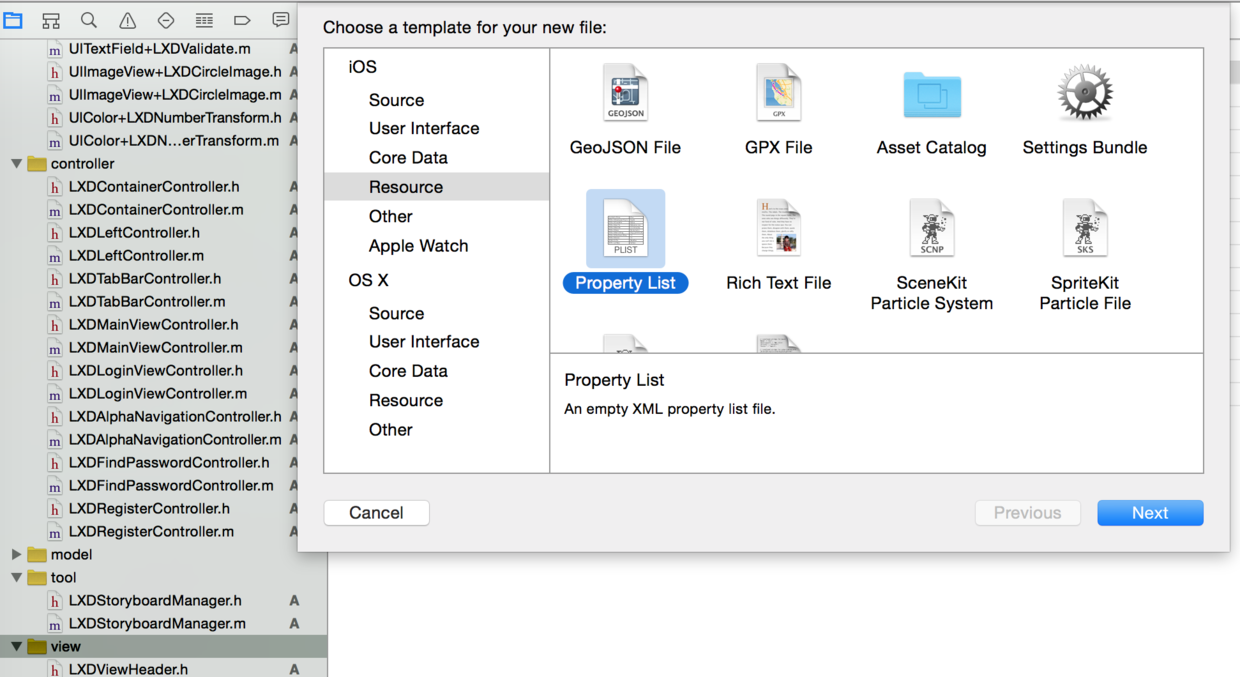 Choose a template for your new file:
UITextField+LXDValidate.m A
UIImageView+LXDCircleImage.h A
UIImageView+LXDCircleImage.m A
UIColor+LXDNumberTransform.h A
UIColor+LXDN...erTransform.m A
controller
LXDContainerController.h A
LXDContainerController.m A
LXDLeftController.h A
LXDLeftController.m A
LXDTabBarController.h A
LXDTabBarController.m A
LXDMainViewController.h A
LXDMainViewController.m A
LXDLoginViewController.h A
LXDLoginViewController.m A
LXDAlphaNavigationController.h A
LXDAlphaNavigationController.m A
LXDFindPasswordController.h A
LXDFindPasswordController.m A
LXDRegisterController.h A
LXDRegisterController.m A
model
tool
LXDStoryboardManager.h A
LXDStoryboardManager.m A
view
LXDViewHeader.h A
iOS
Source
User Interface
Core Data
Resource
Other
Apple Watch
OS X
Source
User Interface
Core Data
Resource
Other
GEOJSON
GeoJSON File
GPX
GPX File
Asset Catalog
Settings Bundle
PLIST
Property List
Rich Text File
SCNP
SceneKit
Particle System
SKS
SpriteKit
Particle File
Property List
An empty XML property list file.
Cancel
Previous
Next